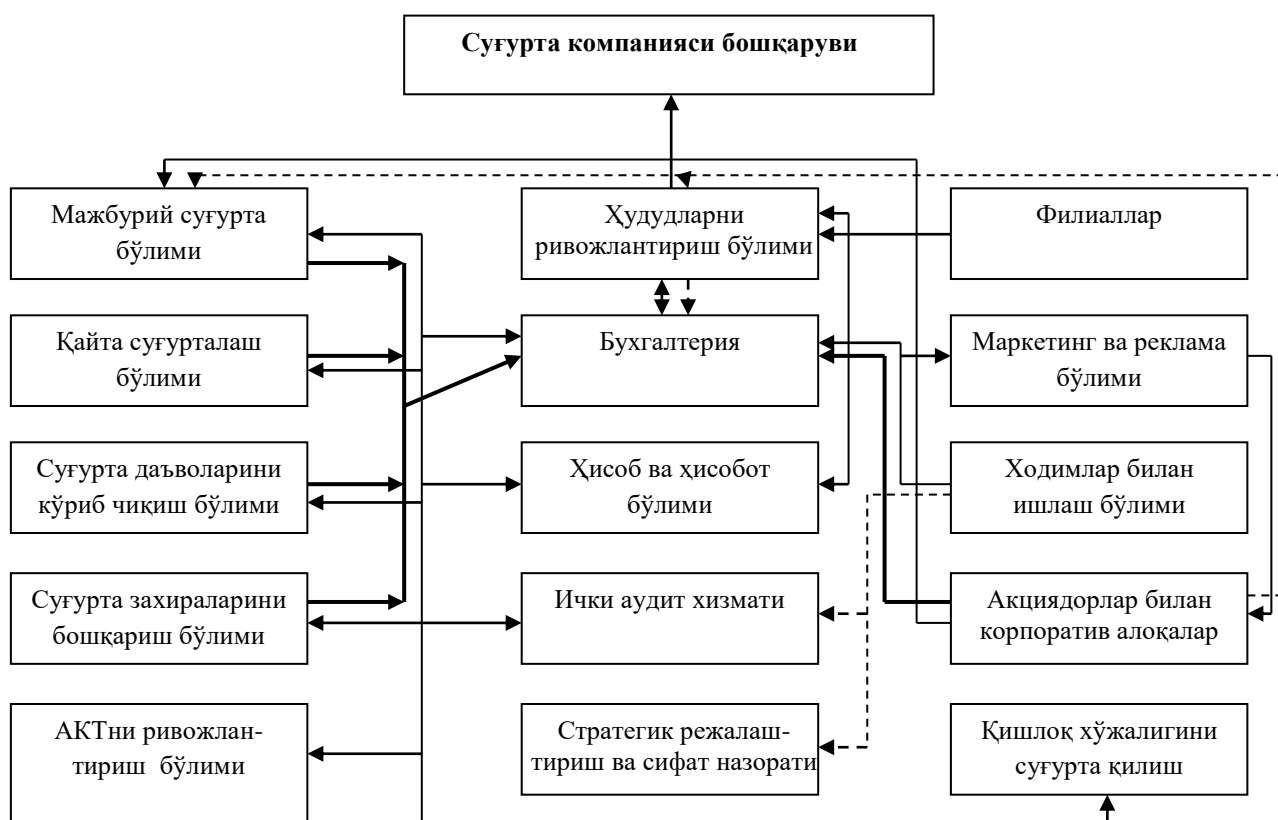 Суғурта компанияси бошқаруви
Мажбурий суғурта
бўлими
Ҳудудларни
ривожлантириш бўлими
Филиаллар
Қайта суғурталаш
бўлими
Бухгалтерия
Маркетинг ва реклама
бўлими
Суғурта даъволарини
кўриб чиқиш бўлими
Ҳисоб ва ҳисобот
бўлими
Ходимлар билан
ишлаш бўлими
Суғурта захираларини
бошқариш бўлими
Ички аудит хизмати
Акциядорлар билан
корпоратив алоқалар
АКТни ривожлан-
тириш бўлими
Стратегик режалаш-
тириш ва сифат назорати
Қишлоқ хўжалигини
суғурта қилиш